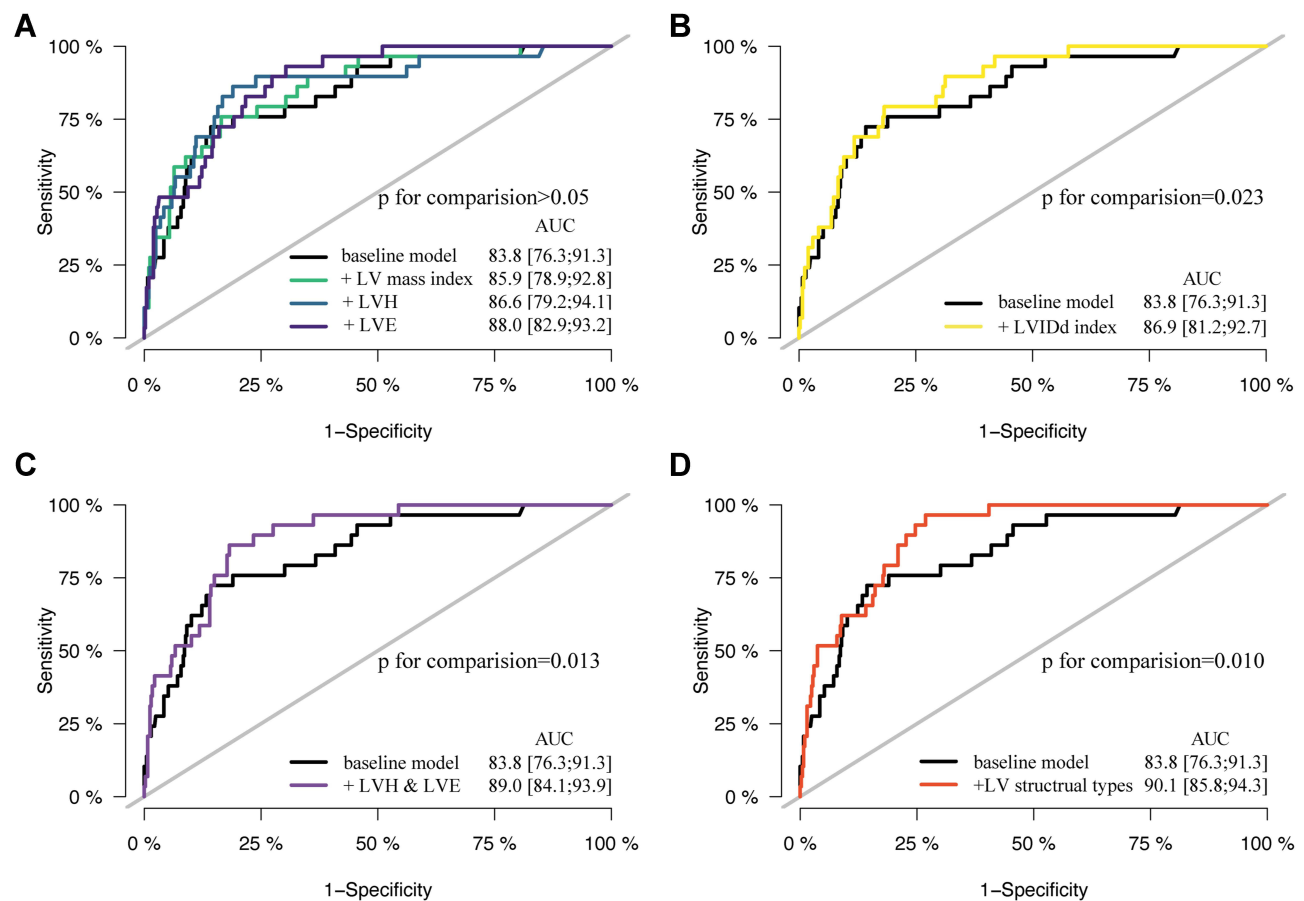 A
100 %
75 %
50 %
25 %
0 %
Sensitivity
p for comparision>0.05
AUC
baseline model 83.8 [76.3;91.3]
+ LV mass index 85.9 [78.9;92.8]
+ LVH 86.6 [79.2;94.1]
+ LVE 88.0 [82.9;93.2]
0 % 25 % 50 % 75 % 100 %
1−Specificity
B
100 %
75 %
50 %
25 %
0 %
Sensitivity
p for comparision=0.023
AUC
baseline model 83.8 [76.3;91.3]
+ LVIDd index 86.9 [81.2;92.7]
0 % 25 % 50 % 75 % 100 %
1−Specificity
C
100 %
75 %
50 %
25 %
0 %
Sensitivity
p for comparision=0.013
AUC
baseline model 83.8 [76.3;91.3]
+ LVH & LVE 89.0 [84.1;93.9]
0 % 25 % 50 % 75 % 100 %
1−Specificity
D
100 %
75 %
50 %
25 %
0 %
Sensitivity
p for comparision=0.010
AUC
baseline model 83.8 [76.3;91.3]
+LV structrual types 90.1 [85.8;94.3]
0 % 25 % 50 % 75 % 100 %
1−Specificity